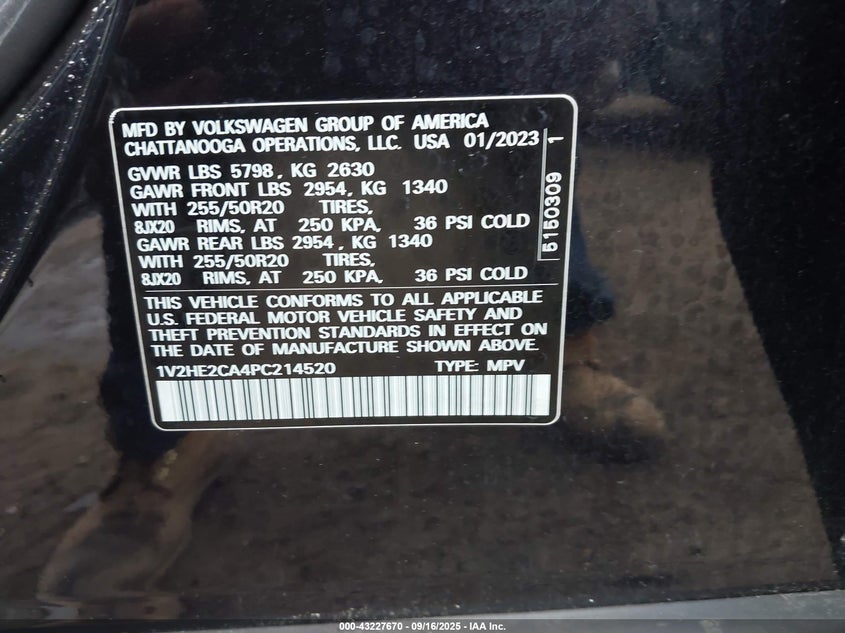 MFD BY VOLKSWAGEN GROUP OF AMERICA
CHATTANOOGA OPERATIONS, LLC. USA 01/2023
GVWR LBS 5798, KG 2630
GAWR FRONT LBS 2954, KG 1340
WITH 255/50R20 TIRES,
8JX20 RIMS, AT 250 KPA, 36 PSI COLD
GAWR REAR LBS 2954, KG 1340
WITH 255/50R20 TIRES,
8JX20 RIMS, AT 250 KPA, 36 PSI COLD
THIS VEHICLE CONFORMS TO ALL APPLICABLE
U.S. FEDERAL MOTOR VEHICLE SAFETY AND
THEFT PREVENTION STANDARDS IN EFFECT ON
THE DATE OF MANUFACTURE SHOWN ABOVE.
1V2HE2CA4PC214520 TYPE: MPV
5150309 1
000-43227670 - 09/16/2025 - IAA Inc.